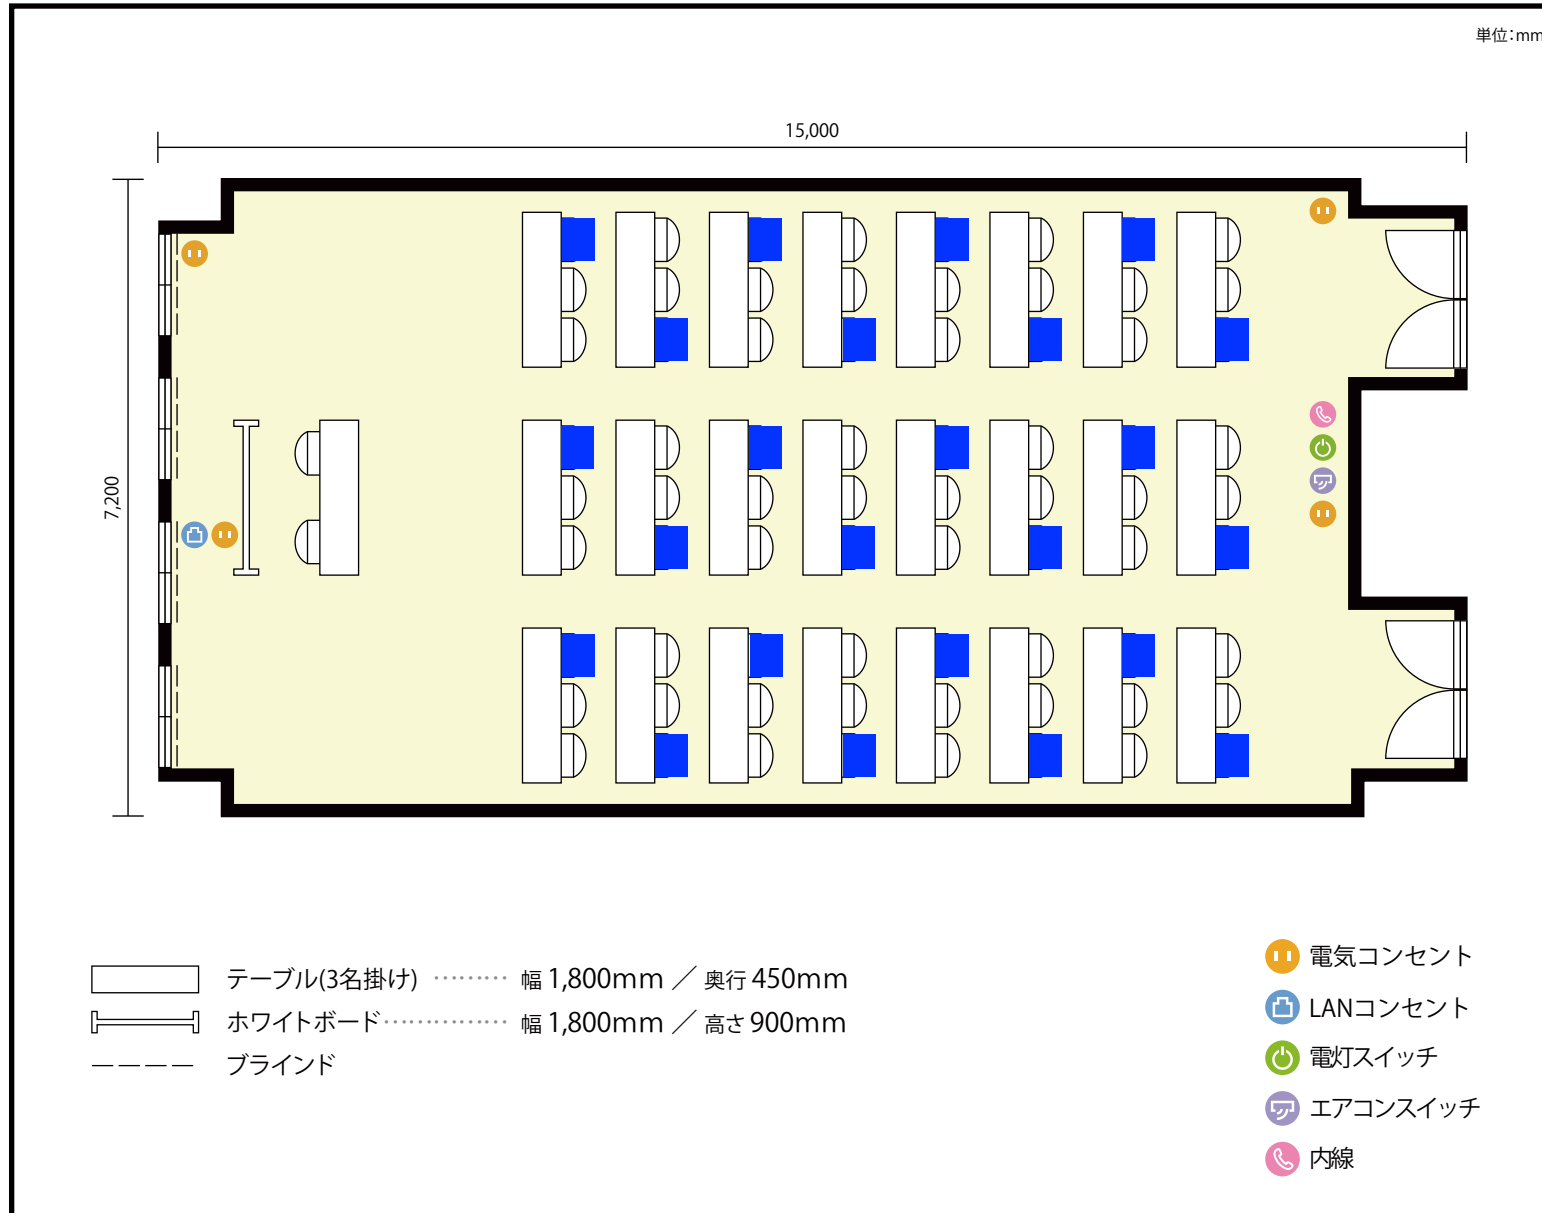 単位：mm
15,000
7,200
テーブル(3名掛け) ········· 幅 1,800mm ／ 奥行 450mm
ホワイトボード ··············· 幅 1,800mm ／ 高さ 900mm
ブラインド
電気コンセント
LANコンセント
電灯スイッチ
エアコンスイッチ
内線